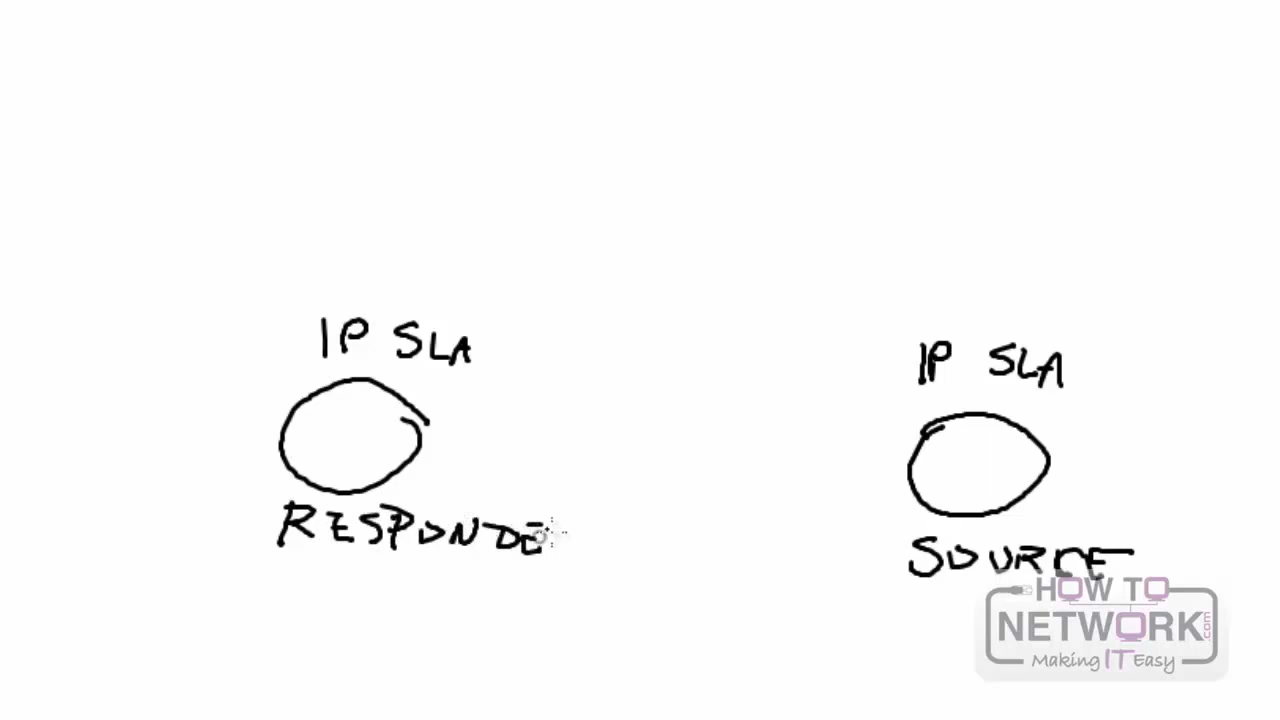 IP SLA
RESPONDE
IP SLA
SOURCE
HOW TO
NETWORK.com
Making IT Easy